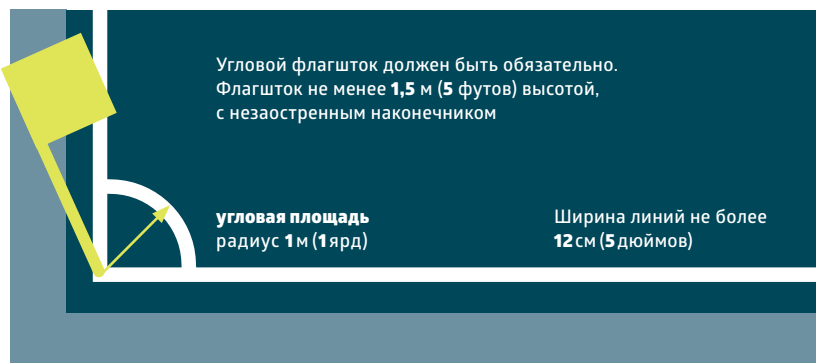 Угловой флагшток должен быть обязательно.
Флагшток не менее 1,5 м (5 футов) высотой,
с незаостренным наконечником
угловая площадь
радиус 1 м (1 ярд)
Ширина линий не более
12 см (5 дюймов)